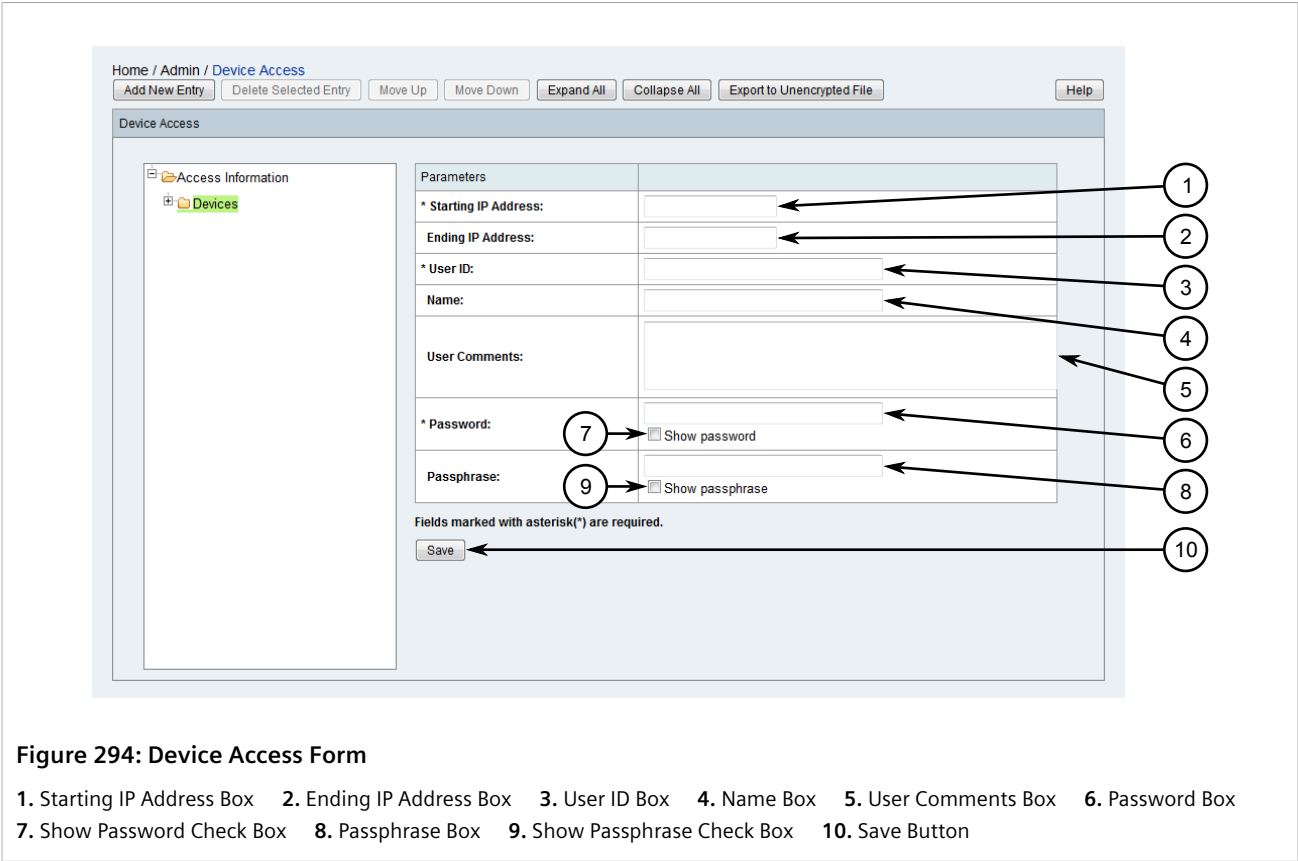 Home / Admin / Device Access
Add New Entry Delete Selected Entry Move Up Move Down Expand All Collapse All Export to Unencrypted File Help
Device Access
Access Information
Devices
Parameters
* Starting IP Address:
Ending IP Address:
* User ID:
Name:
User Comments:
* Password:
Show password
Passphrase:
Show passphrase
Fields marked with asterisk(*) are required.
Save
1
2
3
4
5
6
7
8
9
10
Figure 294: Device Access Form
1. Starting IP Address Box 2. Ending IP Address Box 3. User ID Box 4. Name Box 5. User Comments Box 6. Password Box
7. Show Password Check Box 8. Passphrase Box 9. Show Passphrase Check Box 10. Save Button